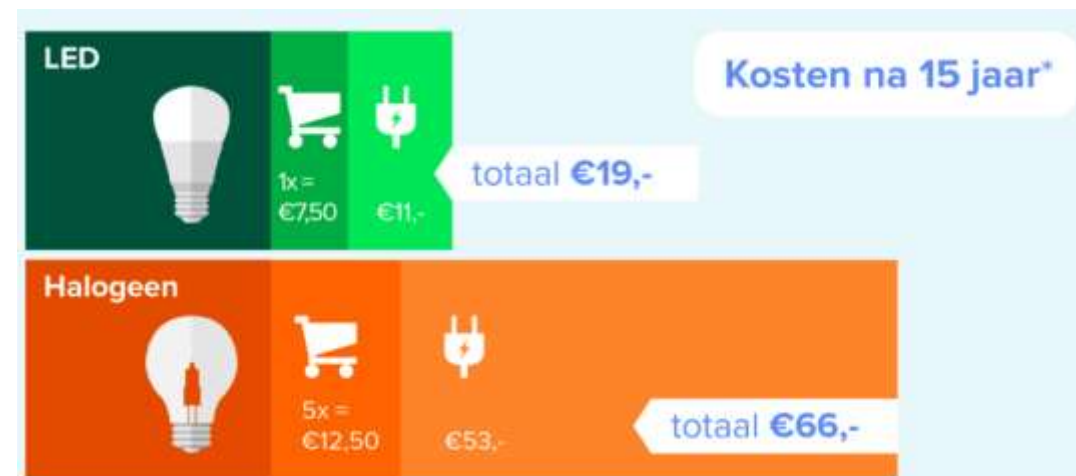 LED
Kosten na 15 jaar*
1x =
€7,50
€11,-
totaal €19,-
Halogeen
5x =
€12,50
€53,-
totaal €66,-